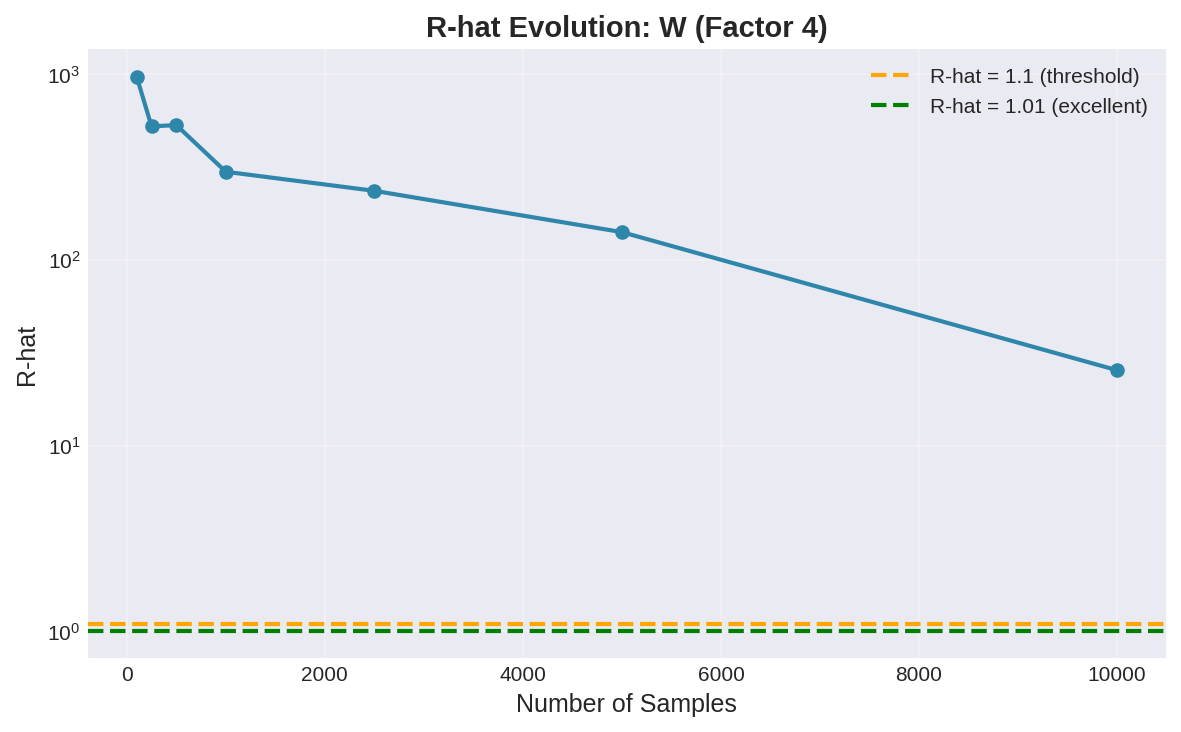 R-hat Evolution: W (Factor 4)
R-hat = 1.1 (threshold)
R-hat = 1.01 (excellent)
R-hat
10³
10²
10¹
10⁰
0 2000 4000 6000 8000 10000
Number of Samples